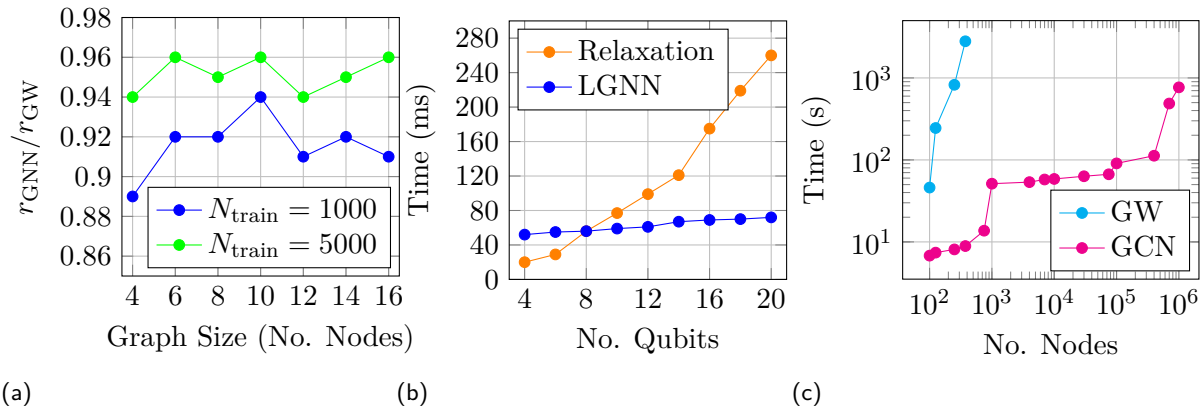 0.98
0.96
0.94
0.92
0.9
0.88
0.86
r_GNN/r_GW
4 6 8 10 12 14 16
Graph Size (No. Nodes)
N_train = 1000
N_train = 5000
(a)
280
240
200
160
120
80
40
0
Time (ms)
4 8 12 16 20
No. Qubits
Relaxation
LGNN
(b)
10^3
10^2
10^1
Time (s)
10^2 10^3 10^4 10^5 10^6
No. Nodes
GW
GCN
(c)